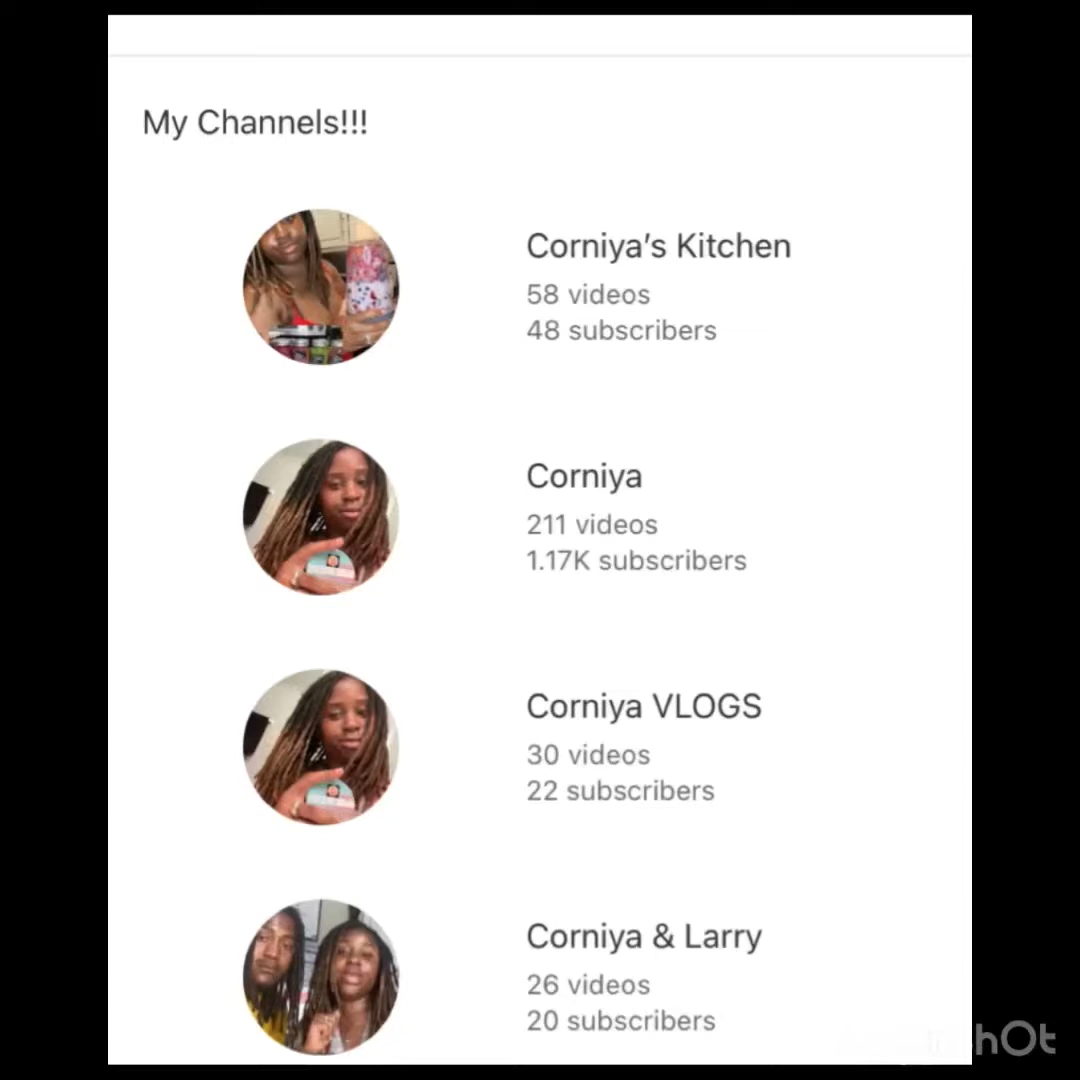 My Channels!!!
Corniya's Kitchen
58 videos
48 subscribers
Corniya
211 videos
1.17K subscribers
Corniya VLOGS
30 videos
22 subscribers
Corniya & Larry
26 videos
20 subscribers